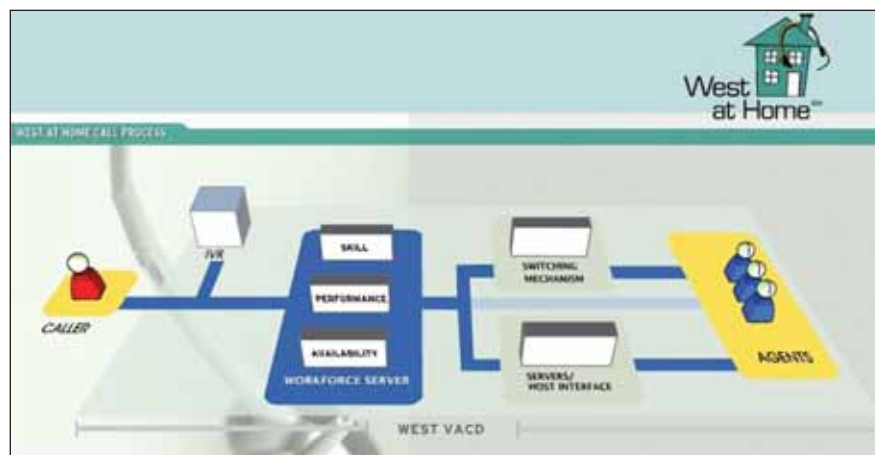 West
at Home℠
WEST AT HOME CALL PROCESS
IVR
CALLER
SKILL
PERFORMANCE
AVAILABILITY
WORKFORCE SERVER
SWITCHING
MECHANISM
SERVERS/
HOST INTERFACE
AGENTS
WEST VACD